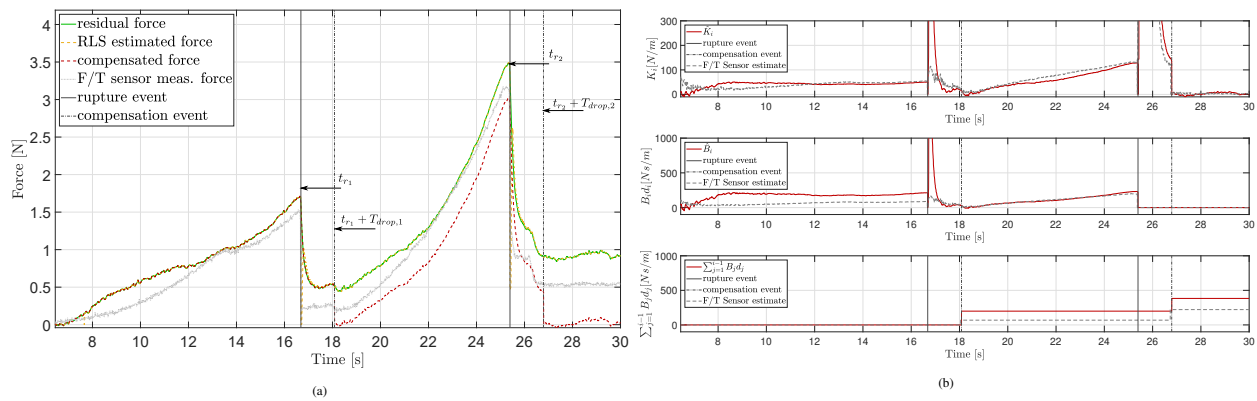 4
3.5
3
2.5
2
1.5
1
0.5
0
Force [N]
residual force
RLS estimated force
compensated force
F/T sensor meas. force
rupture event
compensation event
t_{r_2}
t_{r_2} + T_{drop,2}
t_{r_1}
t_{r_1} + T_{drop,1}
8 10 12 14 16 18 20 22 24 26 28 30
Time [s]
(a)
300
200
100
0
K_i[N/m]
K̂_i
rupture event
compensation event
F/T Sensor estimate
8 10 12 14 16 18 20 22 24 26 28 30
Time [s]
1000
500
0
B_i d_i[Ns/m]
B̂_i
rupture event
compensation event
F/T Sensor estimate
8 10 12 14 16 18 20 22 24 26 28 30
Time [s]
1000
500
0
∑_{j=1}^{i−1} B_j d_j[Ns/m]
∑_{j=1}^{i−1} B_j d_j
rupture event
compensation event
F/T Sensor estimate
8 10 12 14 16 18 20 22 24 26 28 30
Time [s]
(b)